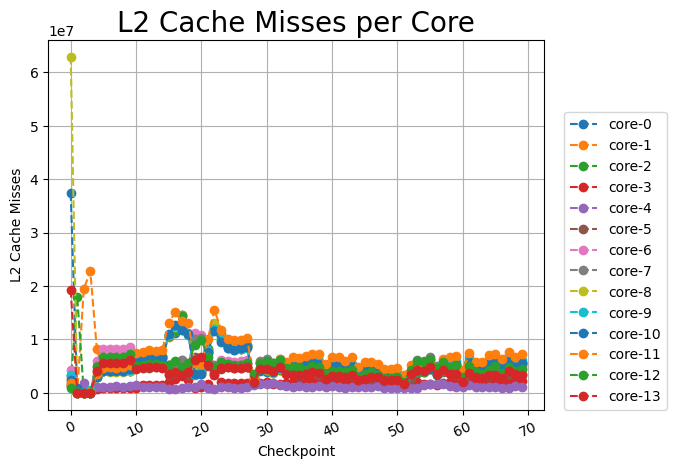 L2 Cache Misses per Core
1e7
6
5
4
3
2
1
0
L2 Cache Misses
0
10
20
30
40
50
60
70
Checkpoint
core-0
core-1
core-2
core-3
core-4
core-5
core-6
core-7
core-8
core-9
core-10
core-11
core-12
core-13